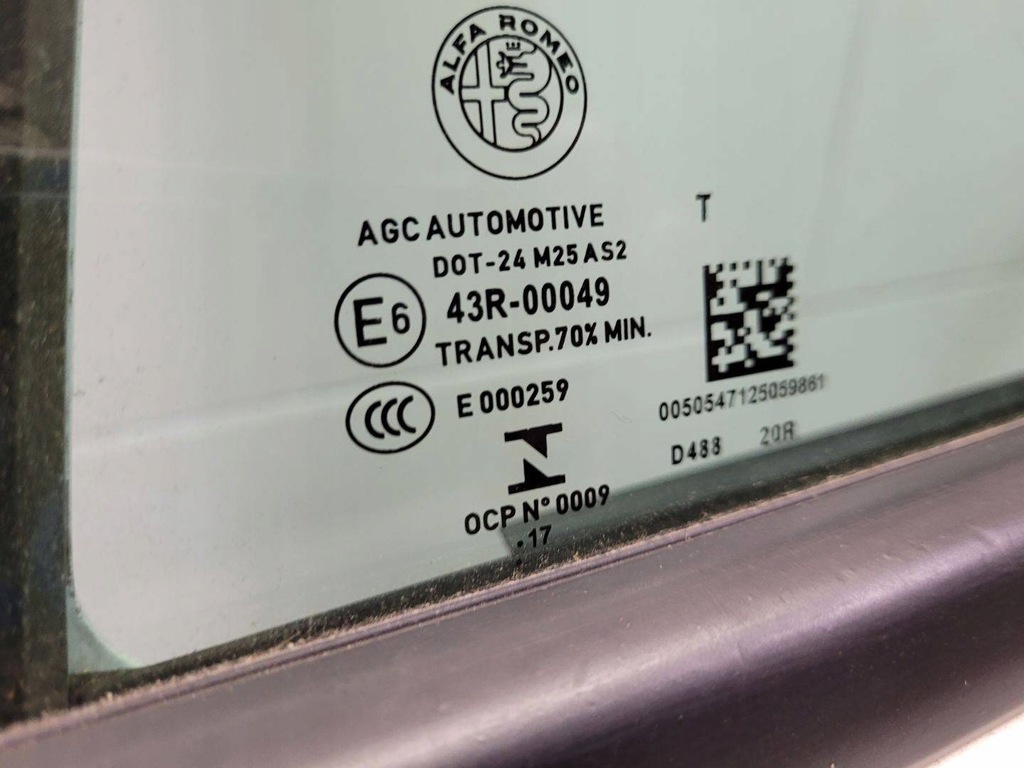 ALFA ROMEO
AGC AUTOMOTIVE
T
DOT-24 M25 AS2
E6 43R-00049
TRANSP.70% MIN.
CCC E 000259
0050547125059861
D488 20R
OCP N° 0009
.17